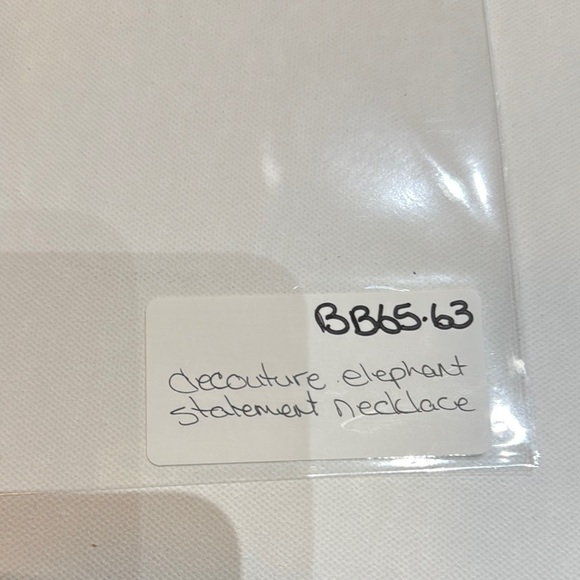 BB65.63
decouture elephant
statement necklace